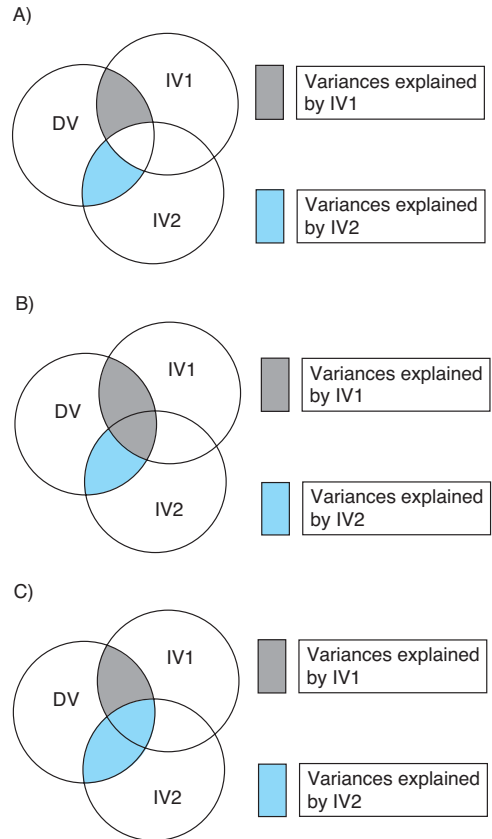 A)
IV1
DV
IV2
Variances explained
by IV1
Variances explained
by IV2
B)
IV1
DV
IV2
Variances explained
by IV1
Variances explained
by IV2
C)
IV1
DV
IV2
Variances explained
by IV1
Variances explained
by IV2